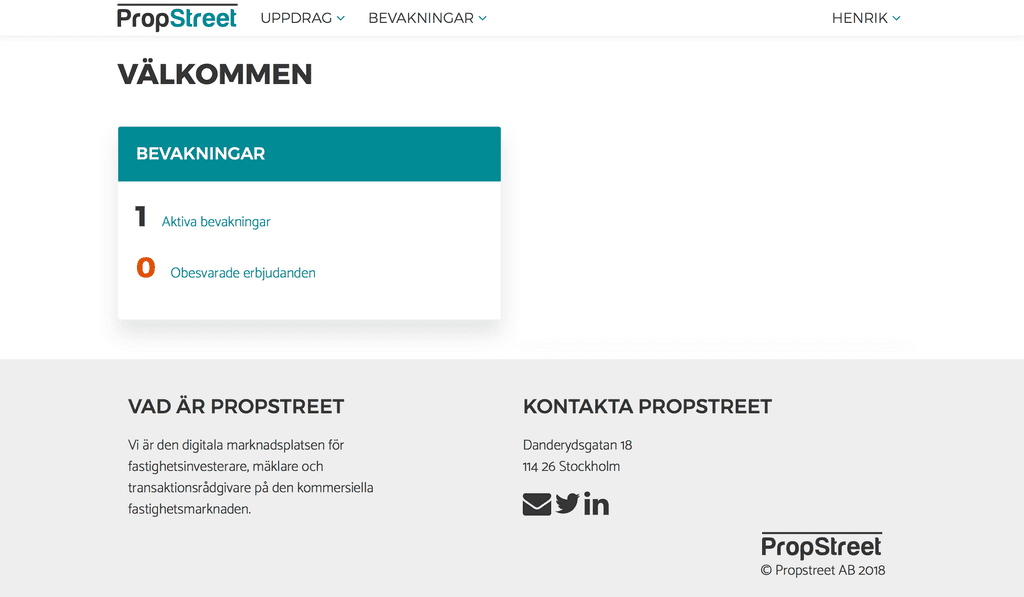 PropStreet UPPDRAG BEVAKNINGAR HENRIK
VÄLKOMMEN
BEVAKNINGAR
1 Aktiva bevakningar
0 Obesvarade erbjudanden
VAD ÄR PROPSTREET
Vi är den digitala marknadsplatsen för
fastighetsinvesterare, mäklare och
transaktionsrådgivare på den kommersiella
fastighetsmarknaden.
KONTAKTA PROPSTREET
Danderydsgatan 18
114 26 Stockholm
PropStreet
© Propstreet AB 2018